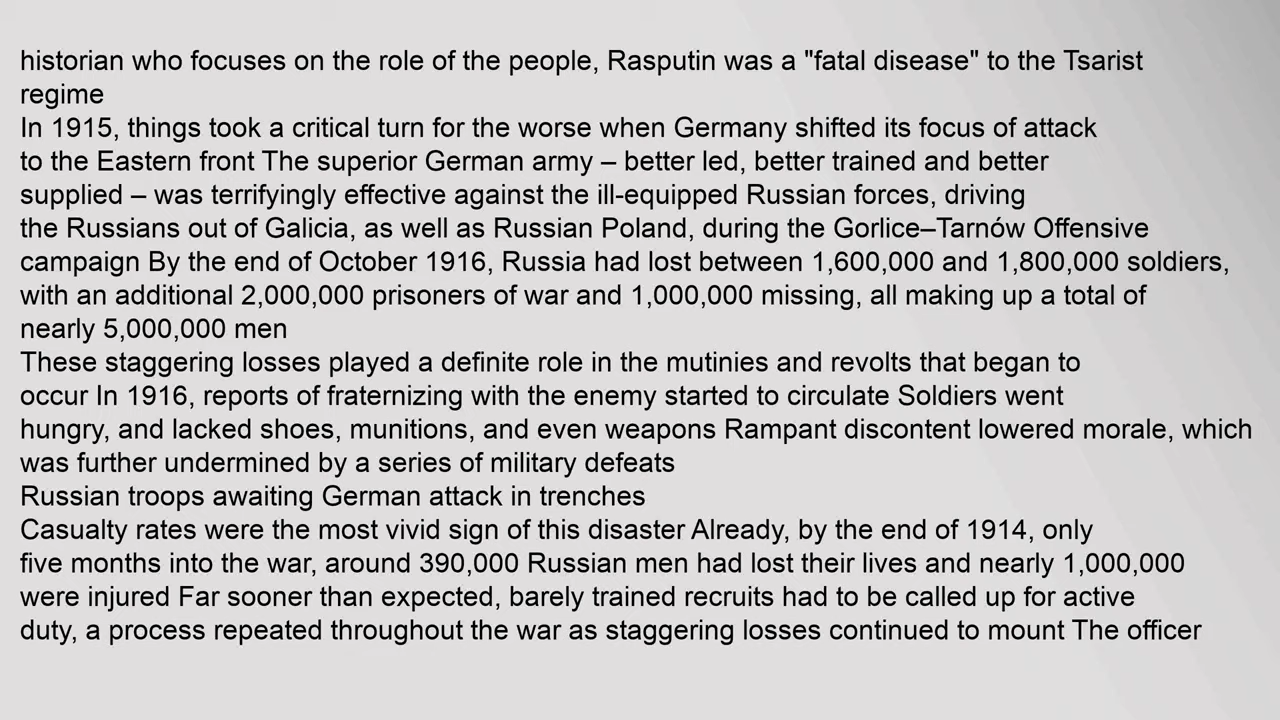 historian who focuses on the role of the people, Rasputin was a "fatal disease" to the Tsarist
regime
In 1915, things took a critical turn for the worse when Germany shifted its focus of attack
to the Eastern front The superior German army – better led, better trained and better
supplied – was terrifyingly effective against the ill-equipped Russian forces, driving
the Russians out of Galicia, as well as Russian Poland, during the Gorlice–Tarnów Offensive
campaign By the end of October 1916, Russia had lost between 1,600,000 and 1,800,000 soldiers,
with an additional 2,000,000 prisoners of war and 1,000,000 missing, all making up a total of
nearly 5,000,000 men
These staggering losses played a definite role in the mutinies and revolts that began to
occur In 1916, reports of fraternizing with the enemy started to circulate Soldiers went
hungry, and lacked shoes, munitions, and even weapons Rampant discontent lowered morale, which
was further undermined by a series of military defeats
Russian troops awaiting German attack in trenches
Casualty rates were the most vivid sign of this disaster Already, by the end of 1914, only
five months into the war, around 390,000 Russian men had lost their lives and nearly 1,000,000
were injured Far sooner than expected, barely trained recruits had to be called up for active
duty, a process repeated throughout the war as staggering losses continued to mount The officer